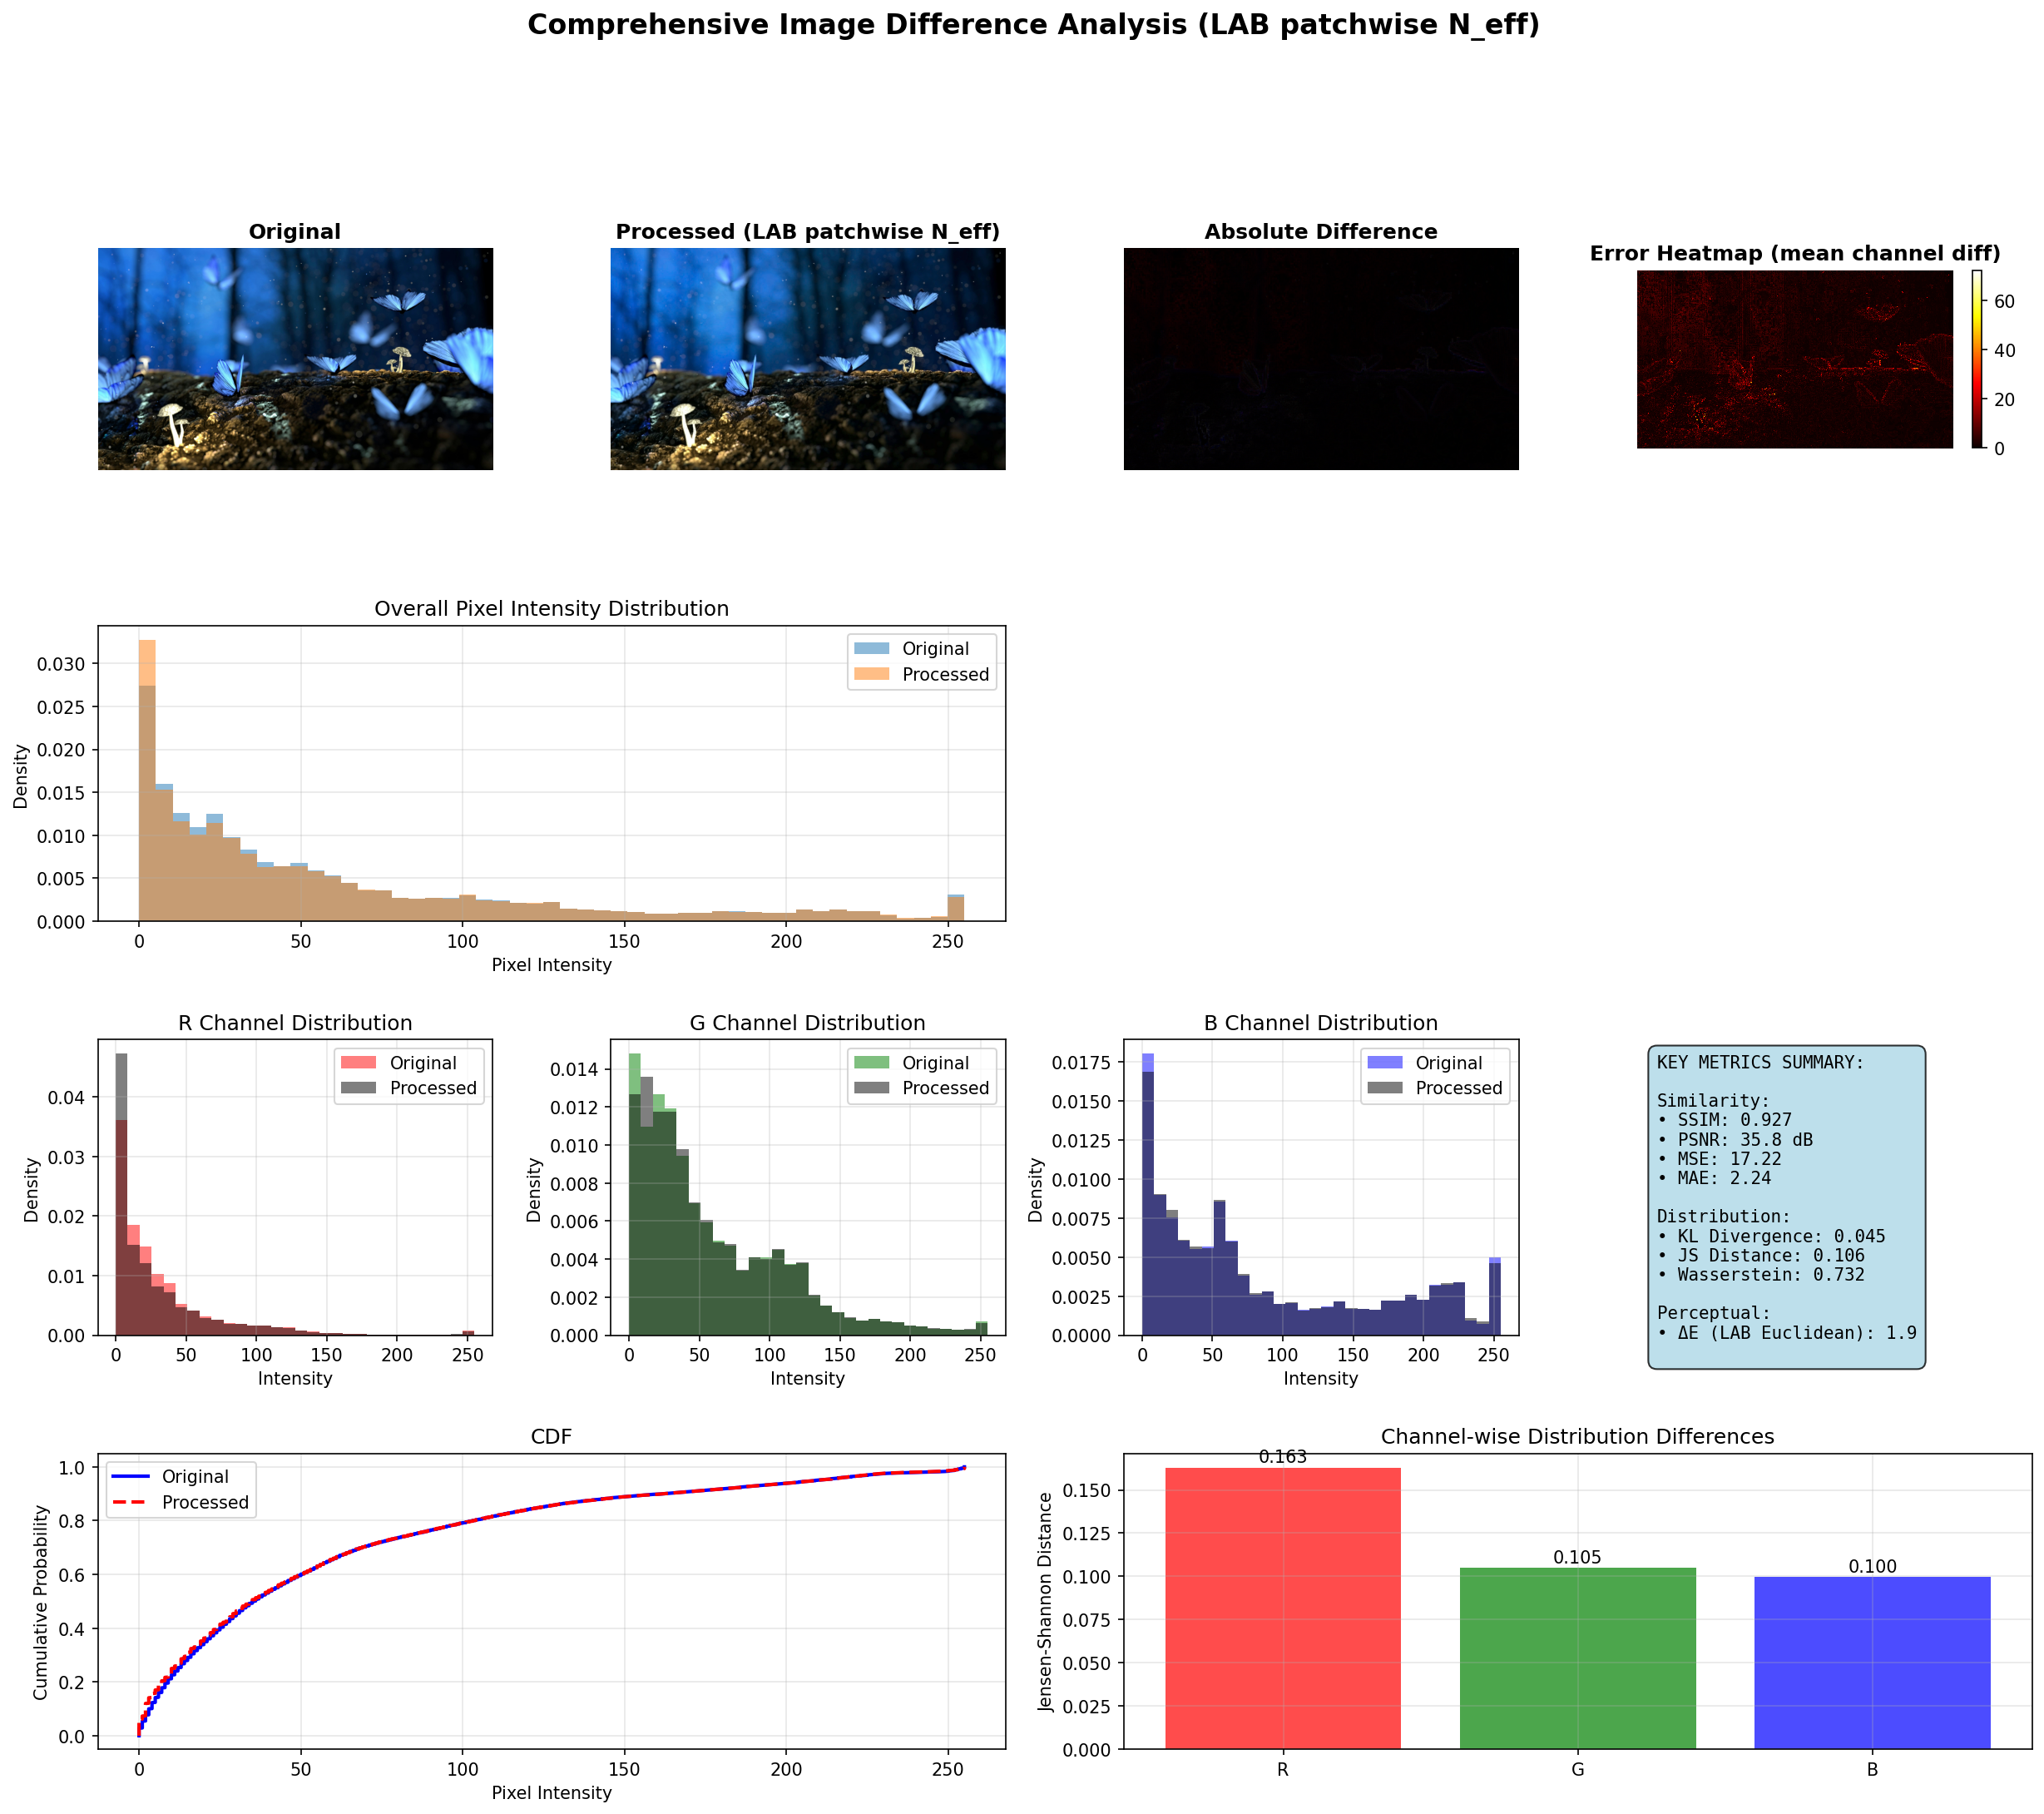 Comprehensive Image Difference Analysis (LAB patchwise N_eff)
Original
Processed (LAB patchwise N_eff)
Absolute Difference
Error Heatmap (mean channel diff)
60
40
20
0
Overall Pixel Intensity Distribution
Original
Processed
Density
0.030
0.025
0.020
0.015
0.010
0.005
0.000
0 50 100 150 200 250
Pixel Intensity
R Channel Distribution
Original
Processed
Density
0.04
0.03
0.02
0.01
0.00
0 50 100 150 200 250
Intensity
G Channel Distribution
Original
Processed
Density
0.014
0.012
0.010
0.008
0.006
0.004
0.002
0.000
0 50 100 150 200 250
Intensity
B Channel Distribution
Original
Processed
Density
0.0175
0.0150
0.0125
0.0100
0.0075
0.0050
0.0025
0.0000
0 50 100 150 200 250
Intensity
KEY METRICS SUMMARY:
Similarity:
• SSIM: 0.927
• PSNR: 35.8 dB
• MSE: 17.22
• MAE: 2.24
Distribution:
• KL Divergence: 0.045
• JS Distance: 0.106
• Wasserstein: 0.732
Perceptual:
• ΔE (LAB Euclidean): 1.9
CDF
Original
Processed
Cumulative Probability
1.0
0.8
0.6
0.4
0.2
0.0
0 50 100 150 200 250
Pixel Intensity
Channel-wise Distribution Differences
Jensen-Shannon Distance
0.150
0.125
0.100
0.075
0.050
0.025
0.000
0.163
0.105
0.100
R G B